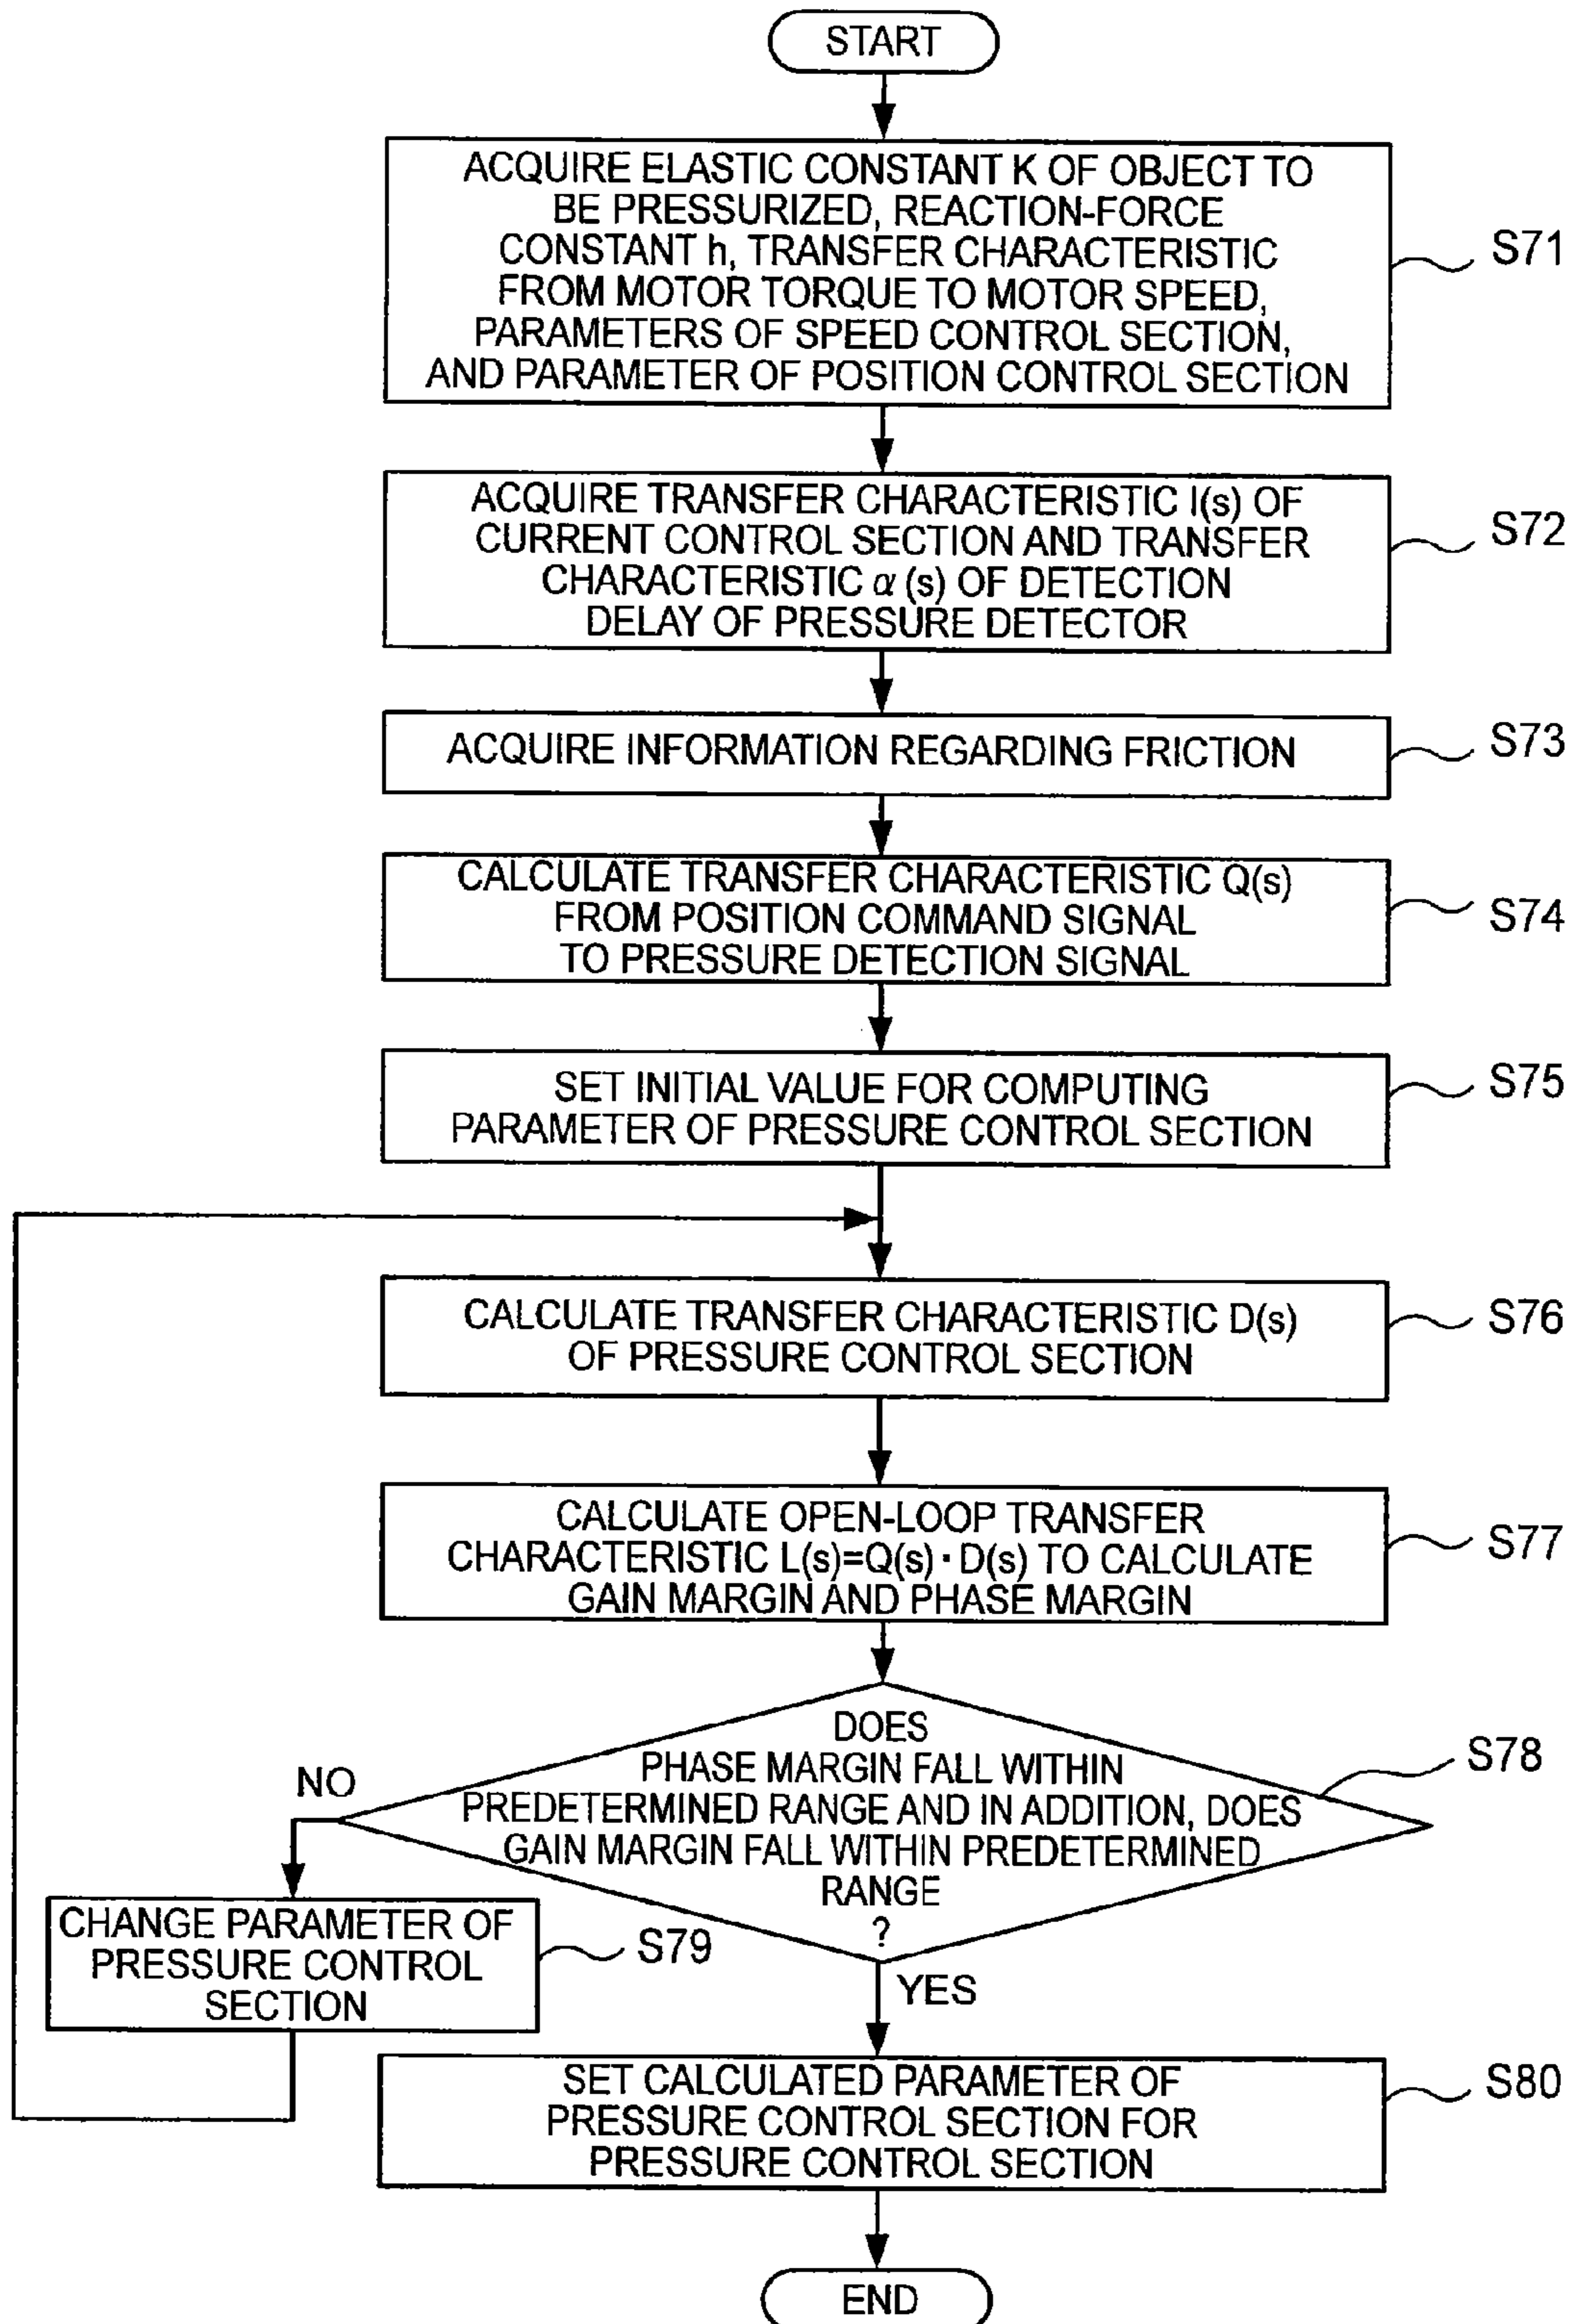 START
ACQUIRE ELASTIC CONSTANT K OF OBJECT TO
BE PRESSURIZED, REACTION-FORCE
CONSTANT h, TRANSFER CHARACTERISTIC
FROM MOTOR TORQUE TO MOTOR SPEED,
PARAMETERS OF SPEED CONTROL SECTION,
AND PARAMETER OF POSITION CONTROL SECTION
S71
ACQUIRE TRANSFER CHARACTERISTIC I(s) OF
CURRENT CONTROL SECTION AND TRANSFER
CHARACTERISTIC α (s) OF DETECTION
DELAY OF PRESSURE DETECTOR
S72
ACQUIRE INFORMATION REGARDING FRICTION
S73
CALCULATE TRANSFER CHARACTERISTIC Q(s)
FROM POSITION COMMAND SIGNAL
TO PRESSURE DETECTION SIGNAL
S74
SET INITIAL VALUE FOR COMPUTING
PARAMETER OF PRESSURE CONTROL SECTION
S75
CALCULATE TRANSFER CHARACTERISTIC D(s)
OF PRESSURE CONTROL SECTION
S76
CALCULATE OPEN-LOOP TRANSFER
CHARACTERISTIC L(s)=Q(s)·D(s) TO CALCULATE
GAIN MARGIN AND PHASE MARGIN
S77
DOES
PHASE MARGIN FALL WITHIN
PREDETERMINED RANGE AND IN ADDITION, DOES
GAIN MARGIN FALL WITHIN PREDETERMINED
RANGE
?
S78
NO
CHANGE PARAMETER OF
PRESSURE CONTROL
SECTION
S79
YES
SET CALCULATED PARAMETER OF
PRESSURE CONTROL SECTION FOR
PRESSURE CONTROL SECTION
S80
END